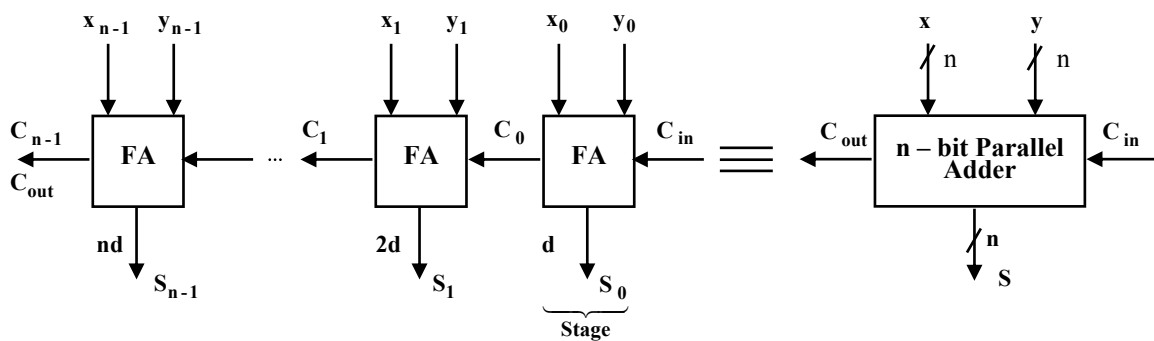 x n-1 y n-1 x 1 y 1 x 0 y 0 x y
n n
C n-1 C 1 C 0 C in C out C in
FA ... FA FA n – bit Parallel
Adder
C out
nd 2d d n
S n-1 S 1 S 0 S
Stage